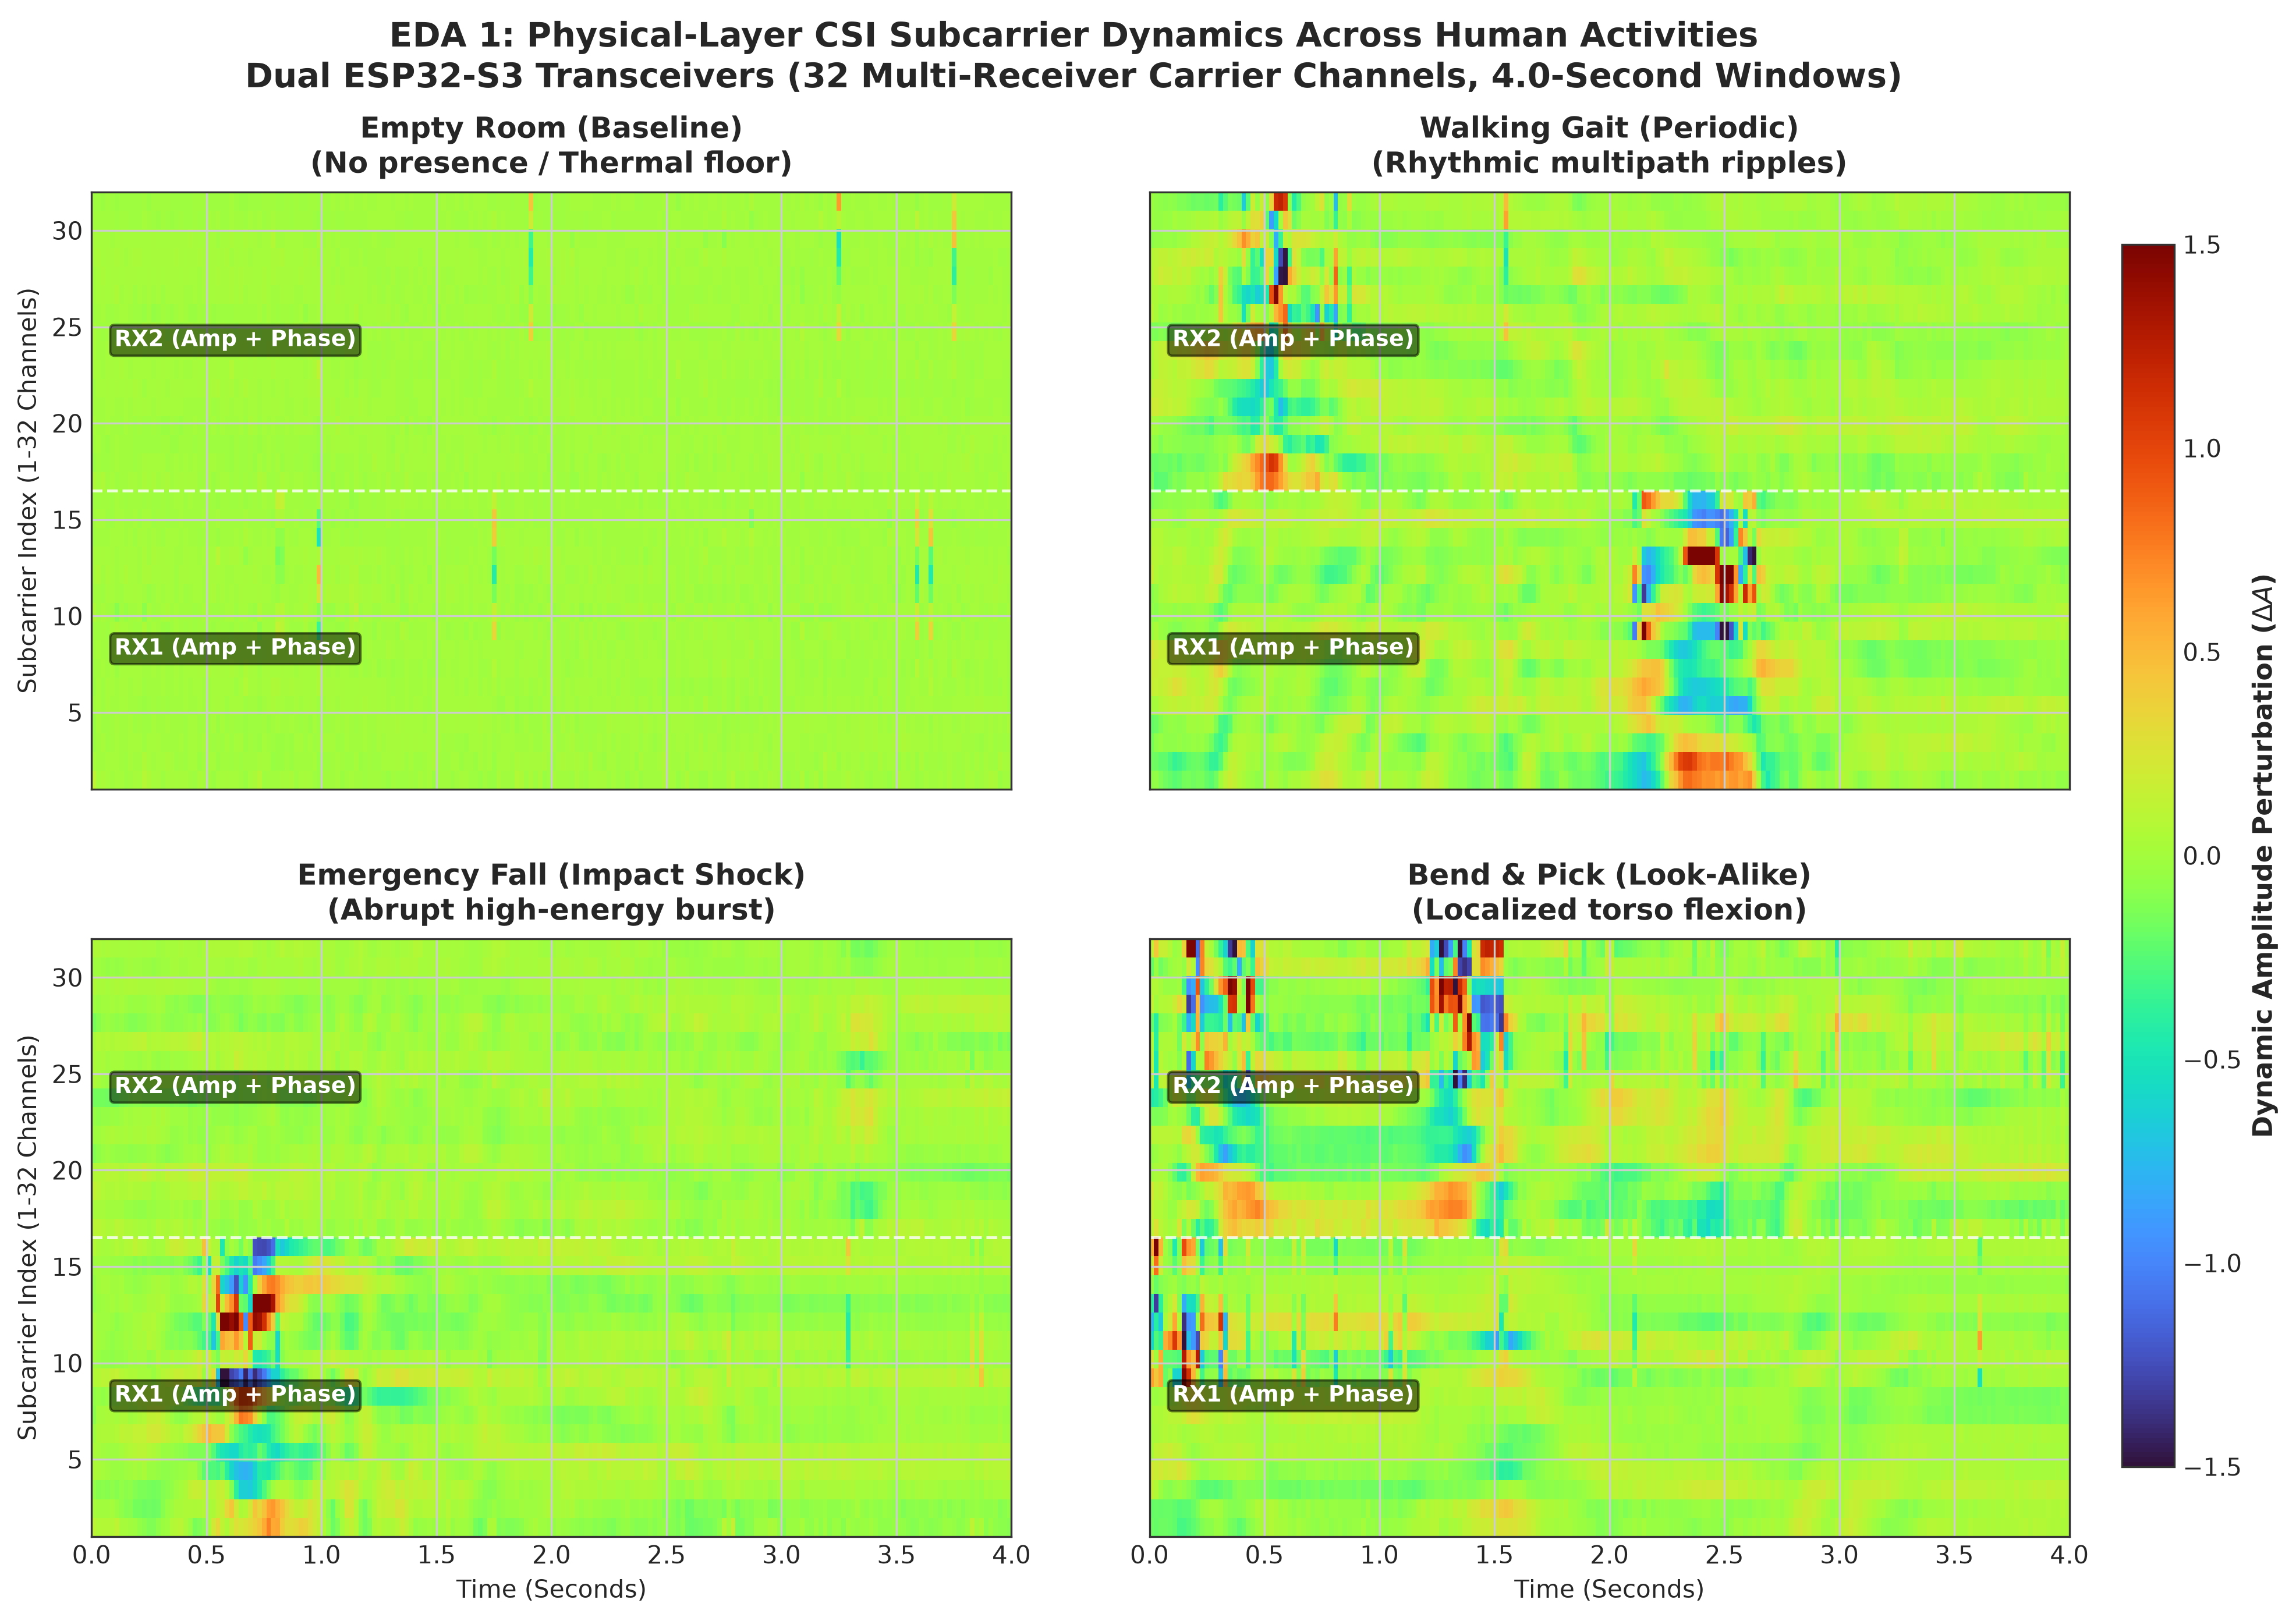 EDA 1: Physical-Layer CSI Subcarrier Dynamics Across Human Activities
Dual ESP32-S3 Transceivers (32 Multi-Receiver Carrier Channels, 4.0-Second Windows)
Empty Room (Baseline)
(No presence / Thermal floor)
Subcarrier Index (1-32 Channels)
30
25
20
15
10
5
RX2 (Amp + Phase)
RX1 (Amp + Phase)
Walking Gait (Periodic)
(Rhythmic multipath ripples)
RX2 (Amp + Phase)
RX1 (Amp + Phase)
Emergency Fall (Impact Shock)
(Abrupt high-energy burst)
Subcarrier Index (1-32 Channels)
30
25
20
15
10
5
RX2 (Amp + Phase)
RX1 (Amp + Phase)
0.0 0.5 1.0 1.5 2.0 2.5 3.0 3.5 4.0
Time (Seconds)
Bend & Pick (Look-Alike)
(Localized torso flexion)
RX2 (Amp + Phase)
RX1 (Amp + Phase)
0.0 0.5 1.0 1.5 2.0 2.5 3.0 3.5 4.0
Time (Seconds)
1.5
1.0
0.5
0.0
−0.5
−1.0
−1.5
Dynamic Amplitude Perturbation (ΔA)